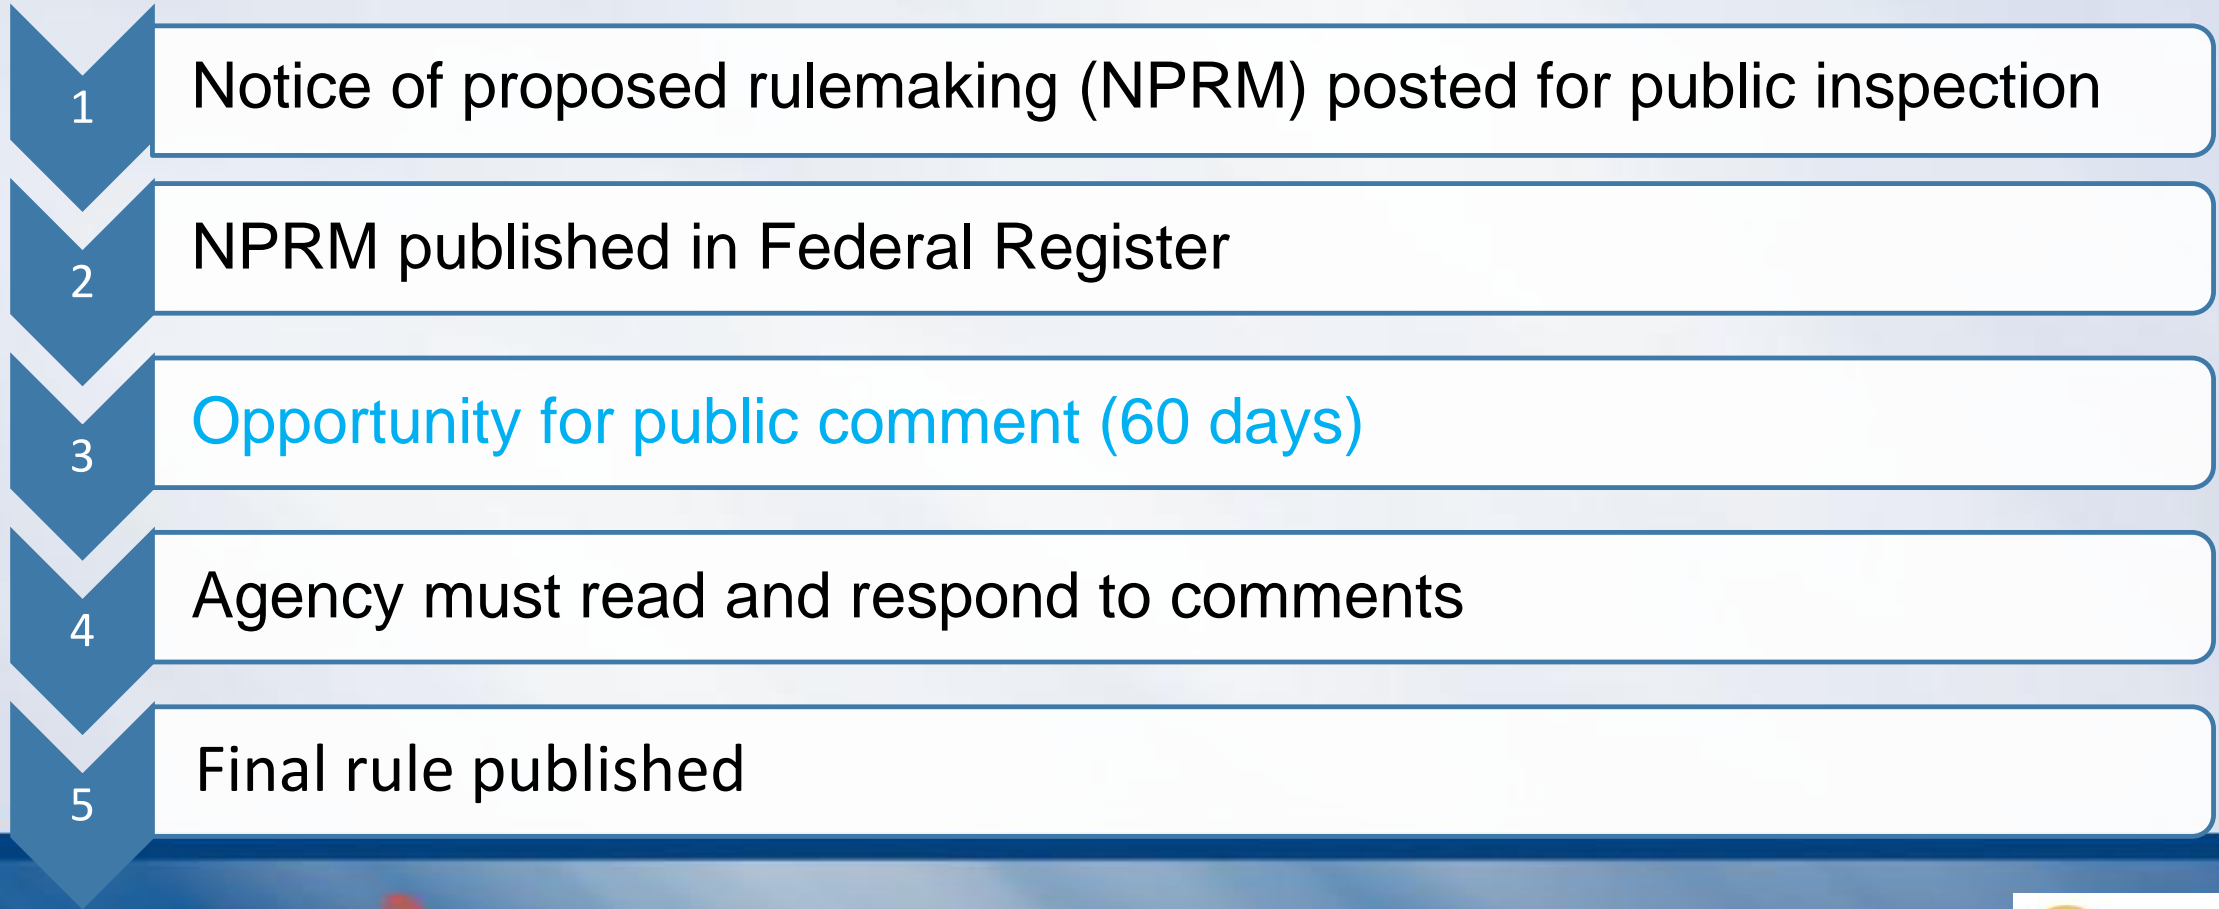 1
Notice of proposed rulemaking (NPRM) posted for public inspection
2
NPRM published in Federal Register
3
Opportunity for public comment (60 days)
4
Agency must read and respond to comments
5
Final rule published